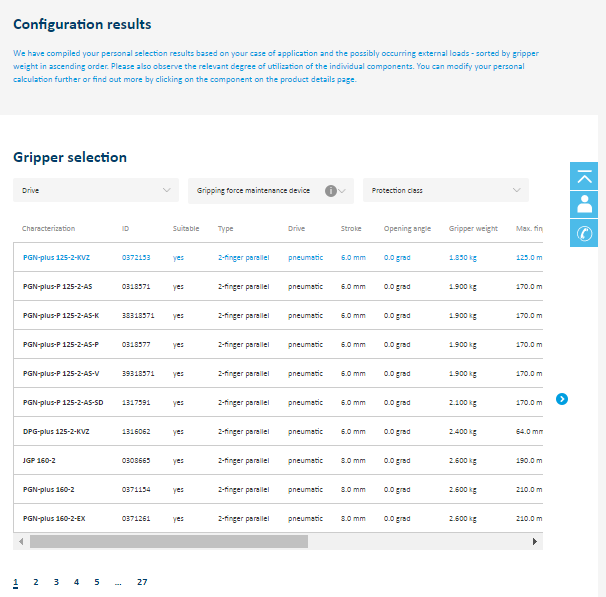 Configuration results
We have compiled your personal selection results based on your case of application and the possibly occurring external loads - sorted by gripper
weight in ascending order. Please also observe the relevant degree of utilization of the individual components. You can modify your personal
calculation further or find out more by clicking on the component on the product details page.
Gripper selection
Drive Gripping force maintenance device i Protection class
Characterization ID Suitable Type Drive Stroke Opening angle Gripper weight Max. fin
PGN-plus 125-2-KVZ 0372153 yes 2-finger parallel pneumatic 6.0 mm 0.0 grad 1.850 kg 125.0 m
PGN-plus-P 125-2-AS 0318571 yes 2-finger parallel pneumatic 6.0 mm 0.0 grad 1.900 kg 170.0 m
PGN-plus-P 125-2-AS-K 38318571 yes 2-finger parallel pneumatic 6.0 mm 0.0 grad 1.900 kg 170.0 m
PGN-plus-P 125-2-AS-P 0318577 yes 2-finger parallel pneumatic 6.0 mm 0.0 grad 1.900 kg 170.0 m
PGN-plus-P 125-2-AS-V 39318571 yes 2-finger parallel pneumatic 6.0 mm 0.0 grad 1.900 kg 170.0 m
PGN-plus-P 125-2-AS-SD 1317591 yes 2-finger parallel pneumatic 6.0 mm 0.0 grad 2.100 kg 170.0 m
DPG-plus 125-2-KVZ 1316062 yes 2-finger parallel pneumatic 6.0 mm 0.0 grad 2.400 kg 64.0 mm
JGP 160-2 0308665 yes 2-finger parallel pneumatic 8.0 mm 0.0 grad 2.600 kg 190.0 m
PGN-plus 160-2 0371154 yes 2-finger parallel pneumatic 8.0 mm 0.0 grad 2.600 kg 210.0 m
PGN-plus 160-2-EX 0371261 yes 2-finger parallel pneumatic 8.0 mm 0.0 grad 2.600 kg 210.0 m
1 2 3 4 5 ... 27